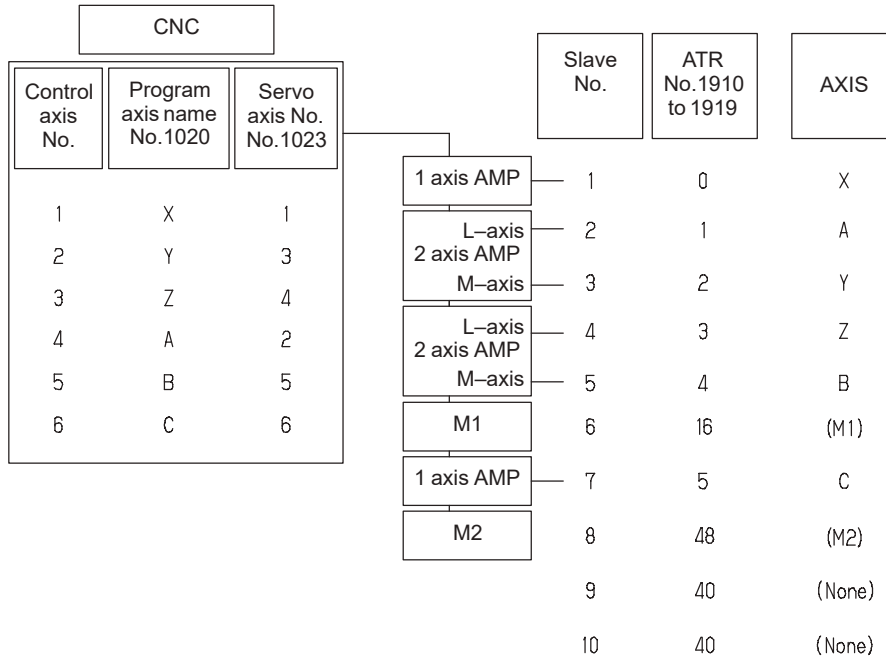 CNC
Control axis No.
Program axis name No.1020
Servo axis No. No.1023
1 X 1
2 Y 3
3 Z 4
4 A 2
5 B 5
6 C 6
Slave No.
ATR No.1910 to 1919
AXIS
1 axis AMP 1 0 X
L–axis 2 1 A
2 axis AMP
M–axis 3 2 Y
L–axis 4 3 Z
2 axis AMP
M–axis 5 4 B
M1 6 16 (M1)
1 axis AMP 7 5 C
M2 8 48 (M2)
9 40 (None)
10 40 (None)